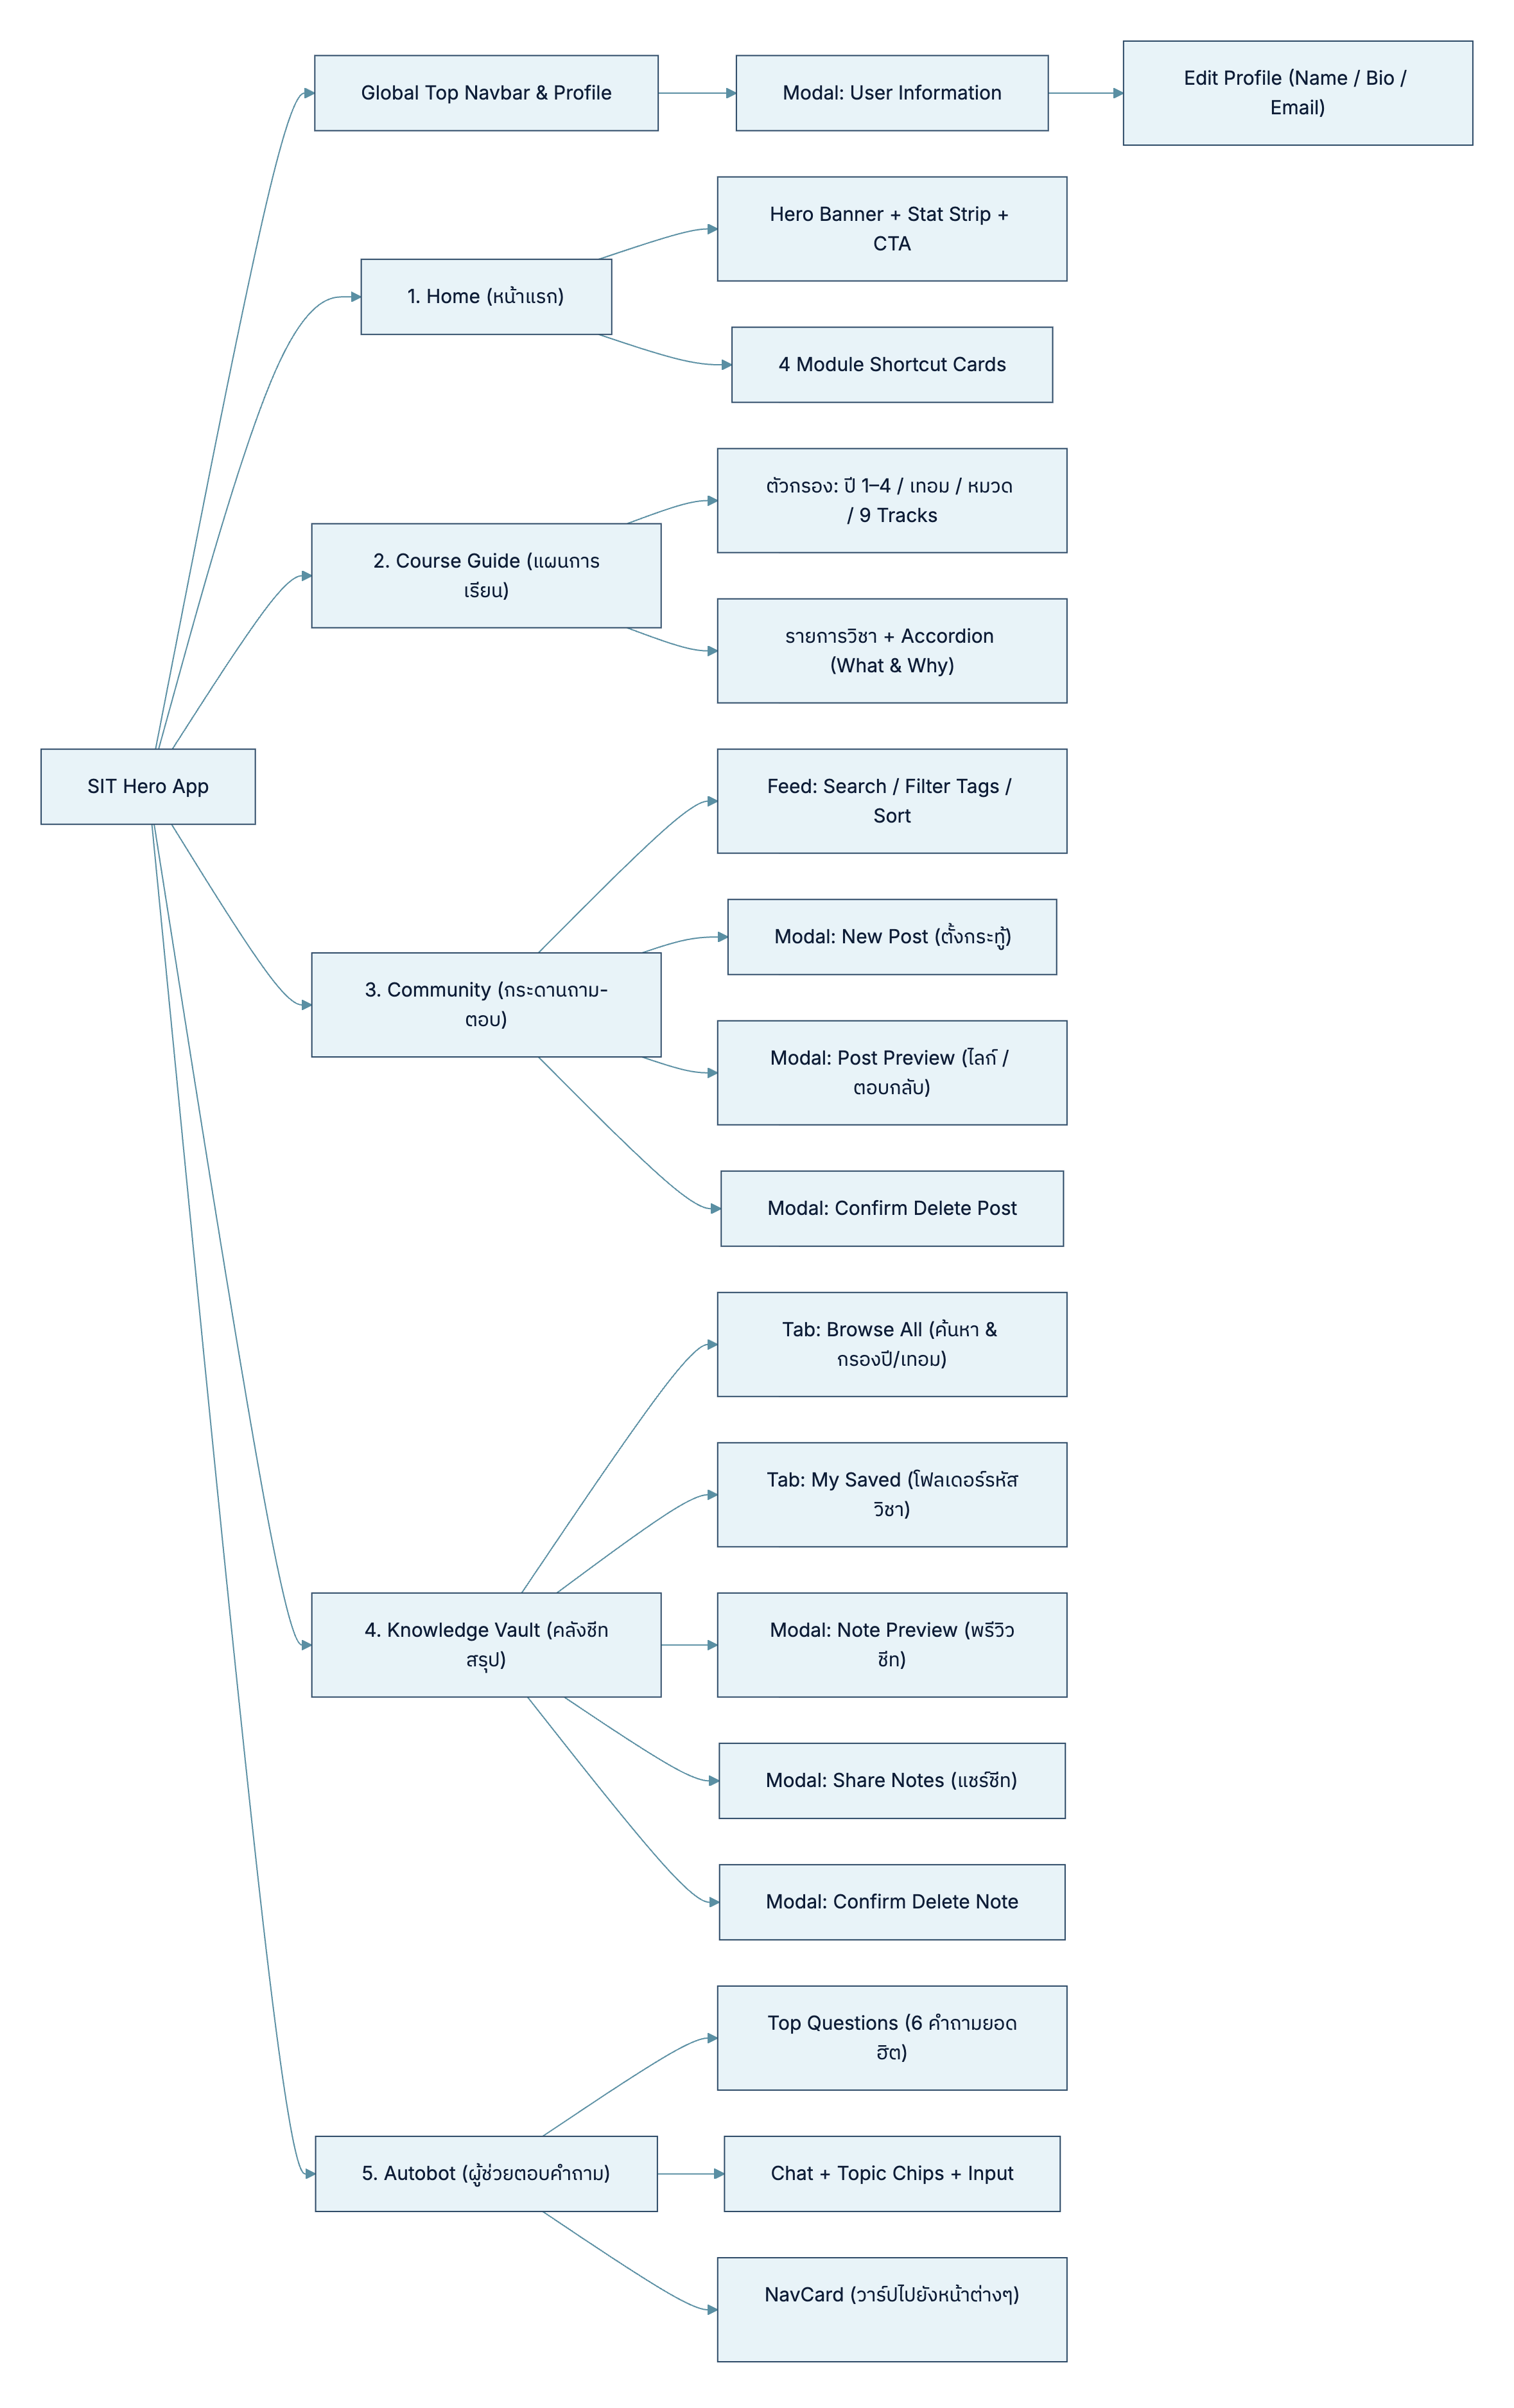 Global Top Navbar & Profile
Modal: User Information
Edit Profile (Name / Bio /
Email)
Hero Banner + Stat Strip +
CTA
1. Home (หน้าแรก)
4 Module Shortcut Cards
ตัวกรอง: ปี 1–4 / เทอม / หมวด
/ 9 Tracks
2. Course Guide (แผนการ
เรียน)
รายการวิชา + Accordion
(What & Why)
SIT Hero App
Feed: Search / Filter Tags /
Sort
Modal: New Post (ตั้งกระทู้)
3. Community (กระดานถาม-
ตอบ)
Modal: Post Preview (ไลก์ /
ตอบกลับ)
Modal: Confirm Delete Post
Tab: Browse All (ค้นหา &
กรองปี/เทอม)
Tab: My Saved (โฟลเดอร์รหัส
วิชา)
4. Knowledge Vault (คลังชีท
สรุป)
Modal: Note Preview (พรีวิว
ชีท)
Modal: Share Notes (แชร์ชีท)
Modal: Confirm Delete Note
Top Questions (6 คำถามยอด
ฮิต)
5. Autobot (ผู้ช่วยตอบคำถาม)
Chat + Topic Chips + Input
NavCard (วาร์ปไปยังหน้าต่างๆ)